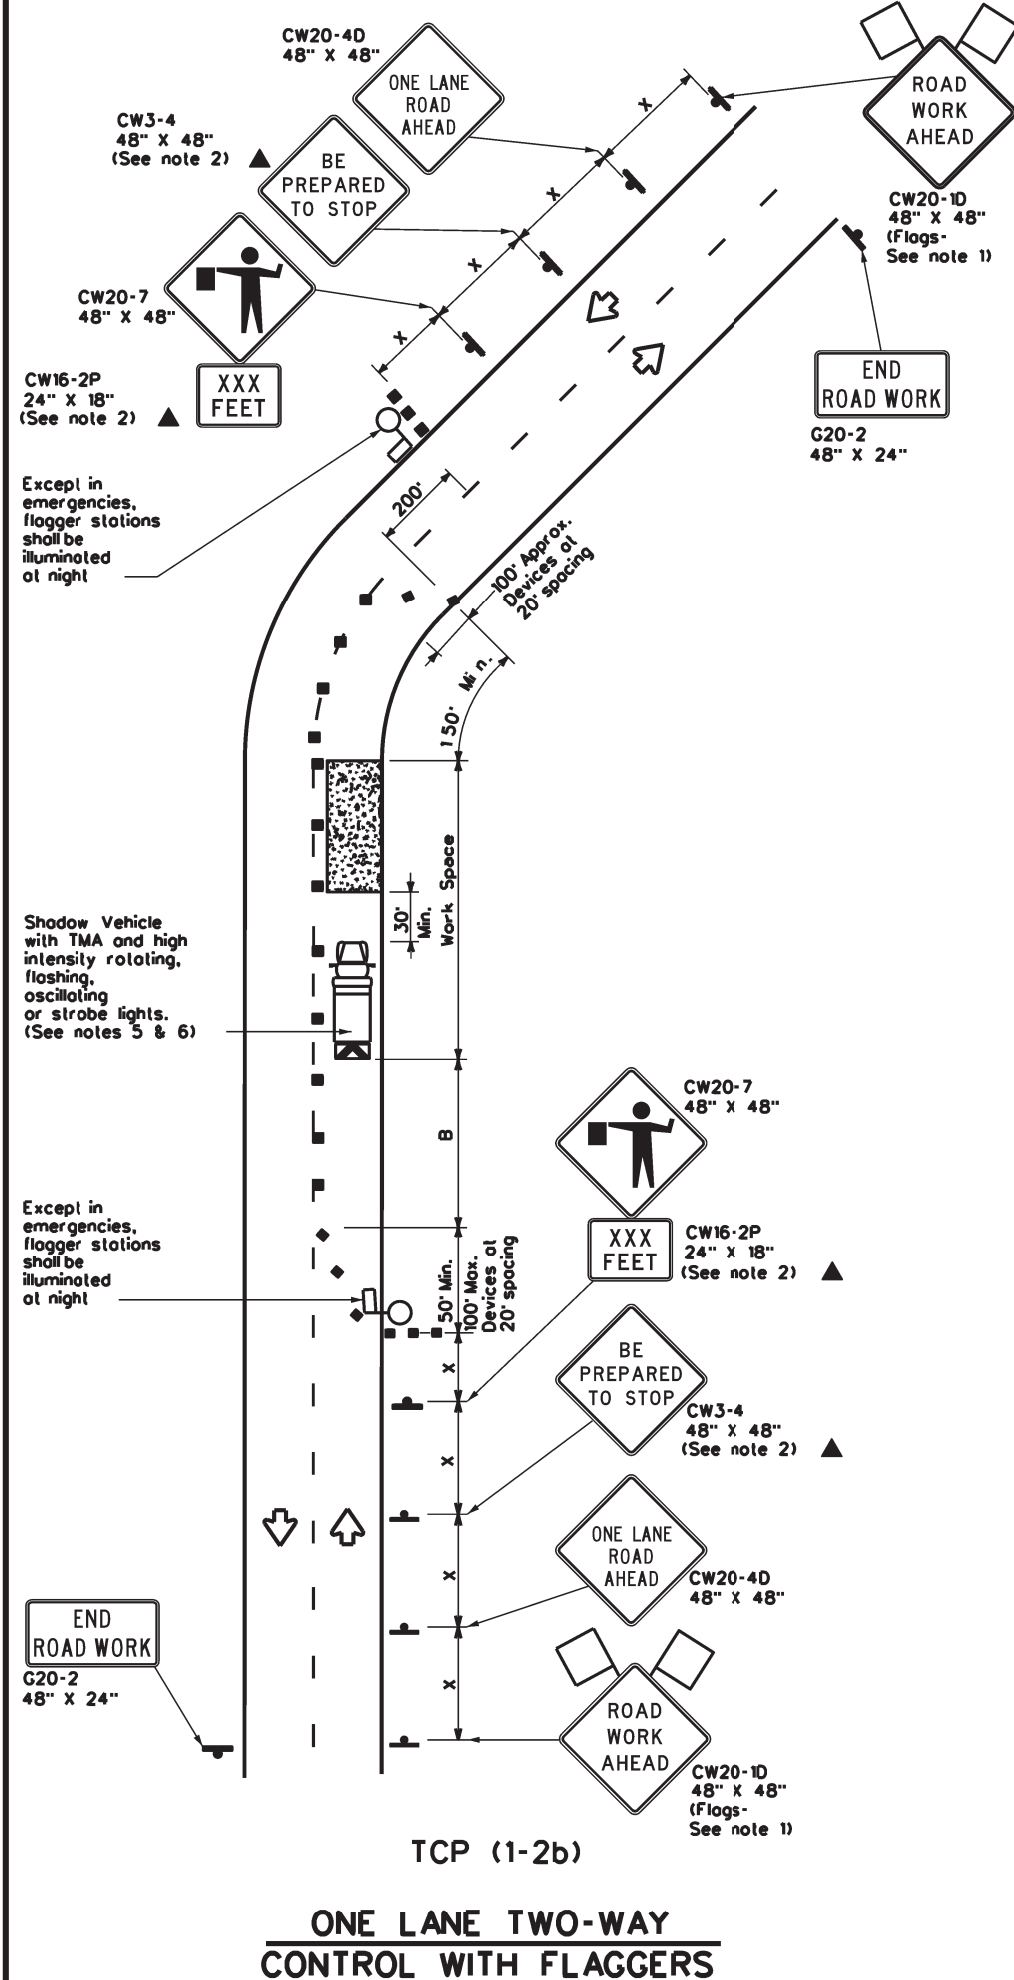 CW20-4D
48" X 48"
ONE LANE
ROAD
AHEAD
X
ROAD
WORK
AHEAD
CW3-4
48" X 48"
(See note 2)
BE
PREPARED
TO STOP
X
CW20-1D
48" X 48"
(Flags-
See note 1)
X
CW20-7
48" X 48"
X
CW16-2P
24" X 18"
(See note 2)
XXX
FEET
END
ROAD WORK
G20-2
48" X 24"
Except in
emergencies,
flagger stations
shall be
illuminated
at night
200'
100' Approx.
Devices at
20' spacing
150' Min.
Work Space
30'
Min.
Shadow Vehicle
with TMA and high
intensity rotating,
flashing,
oscillating
or strobe lights.
(See notes 5 & 6)
B
CW20-7
48" X 48"
Except in
emergencies,
flagger stations
shall be
illuminated
at night
50' Min.
100' Max.
Devices at
20' spacing
XXX
FEET
CW16-2P
24" X 18"
(See note 2)
X
BE
PREPARED
TO STOP
CW3-4
48" X 48"
(See note 2)
X
ONE LANE
ROAD
AHEAD
CW20-4D
48" X 48"
X
END
ROAD WORK
G20-2
48" X 24"
X
ROAD
WORK
AHEAD
CW20-1D
48" X 48"
(Flags-
See note 1)
TCP (1-2b)
ONE LANE TWO-WAY
CONTROL WITH FLAGGERS